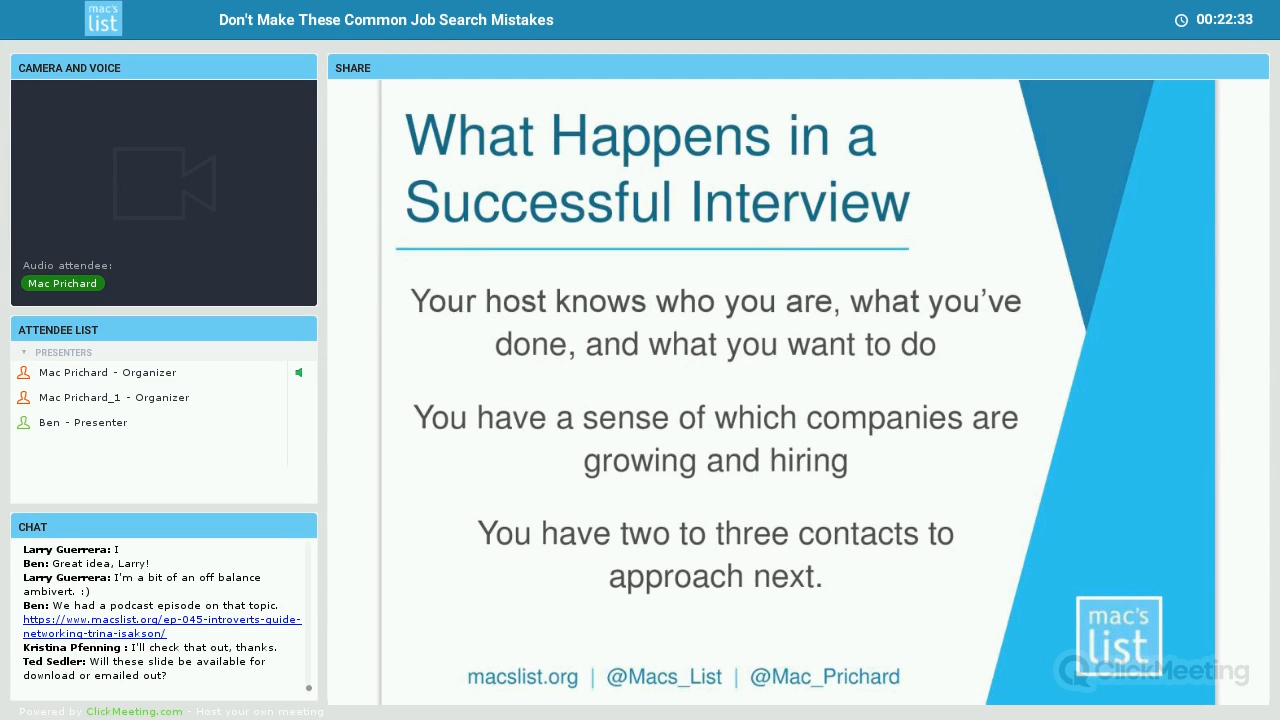 mac's
list
Don't Make These Common Job Search Mistakes
00:22:33
CAMERA AND VOICE
Audio attendee:
Mac Prichard
ATTENDEE LIST
PRESENTERS
Mac Prichard - Organizer
Mac Prichard_1 - Organizer
Ben - Presenter
CHAT
Larry Guerrera: I
Ben: Great idea, Larry!
Larry Guerrera: I'm a bit of an off balance
ambivert. :)
Ben: We had a podcast episode on that topic.
https://www.macslist.org/ep-045-introverts-guide-
networking-trina-isakson/
Kristina Pfenning : I'll check that out, thanks.
Ted Sedler: Will these slide be available for
download or emailed out?
SHARE
What Happens in a
Successful Interview
Your host knows who you are, what you've
done, and what you want to do
You have a sense of which companies are
growing and hiring
You have two to three contacts to
approach next.
macslist.org | @Macs_List | @Mac_Prichard
mac's
list
ClickMeeting
Powered by ClickMeeting.com - Host your own meeting